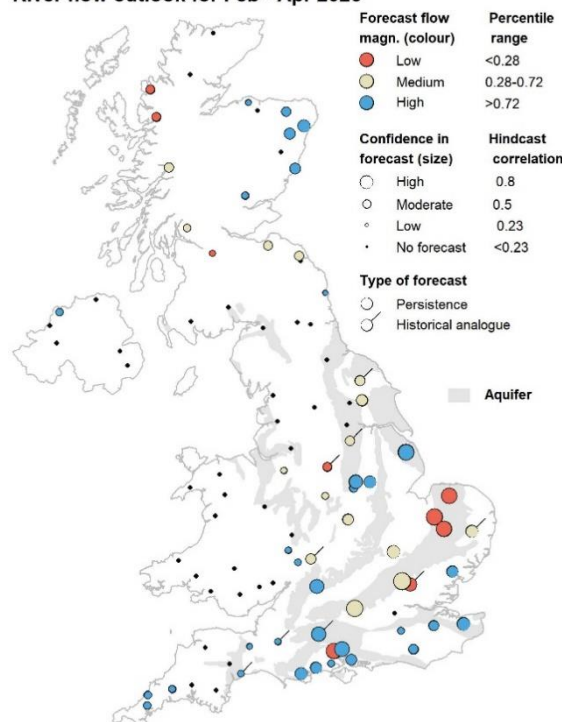 River flow outlook for Feb - Apr
Forecast flow magn. (colour) Percentile range
Low <0.28
Medium 0.28-0.72
High >0.72
Confidence in forecast (size) Hindcast correlation
High 0.8
Moderate 0.5
Low 0.23
No forecast <0.23
Type of forecast
Persistence
Historical analogue
Aquifer